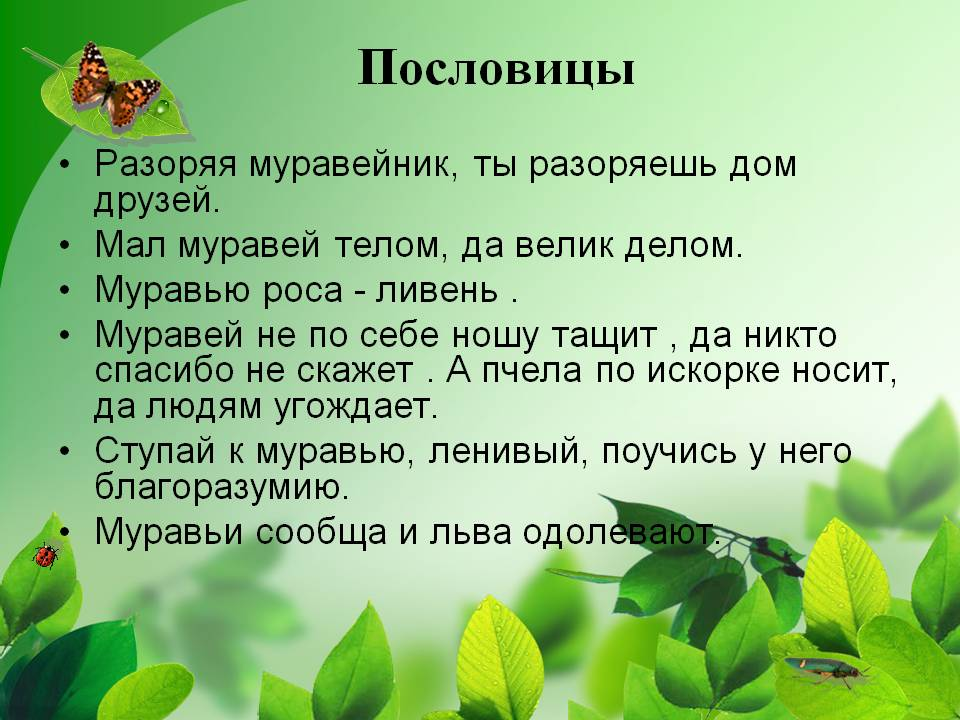 Пословицы
• Разоряя муравейник, ты разоряешь дом
друзей.
• Мал муравей телом, да велик делом.
• Муравью роса - ливень .
• Муравей не по себе ношу тащит , да никто
спасибо не скажет . А пчела по искорке носит,
да людям угождает.
• Ступай к муравью, ленивый, поучись у него
благоразумию.
• Муравьи сообща и льва одолевают.